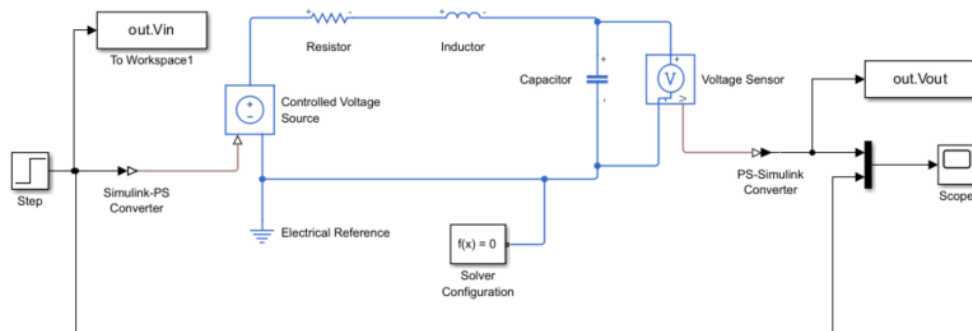 out.Vin
To Workspace1
Resistor
Inductor
Capacitor
Voltage Sensor
V
V
out.Vout
Controlled Voltage
Source
Step
Simulink-PS
Converter
PS-Simulink
Converter
Scope
Electrical Reference
f(x) = 0
Solver
Configuration